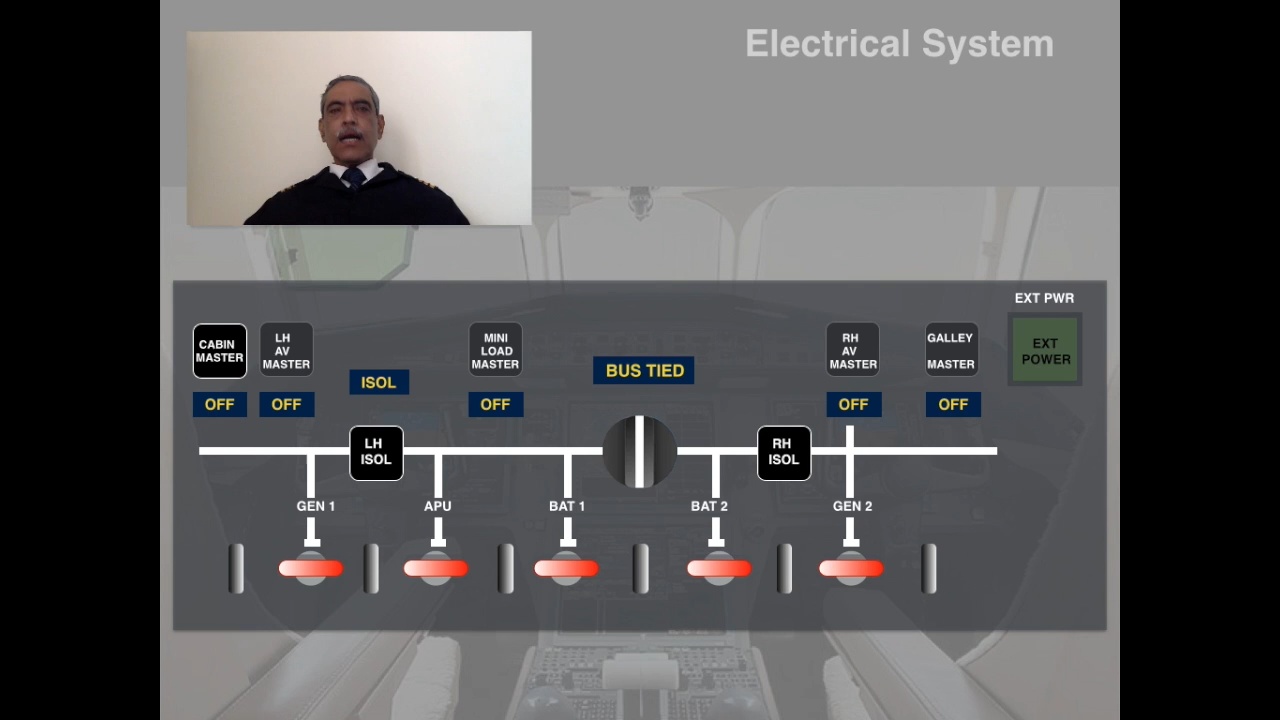 Electrical System
EXT PWR
CABIN
MASTER
LH
AV
MASTER
MINI
LOAD
MASTER
RH
AV
MASTER
GALLEY
MASTER
EXT
POWER
ISOL
BUS TIED
OFF
OFF
OFF
OFF
OFF
LH
ISOL
RH
ISOL
GEN 1
APU
BAT 1
BAT 2
GEN 2